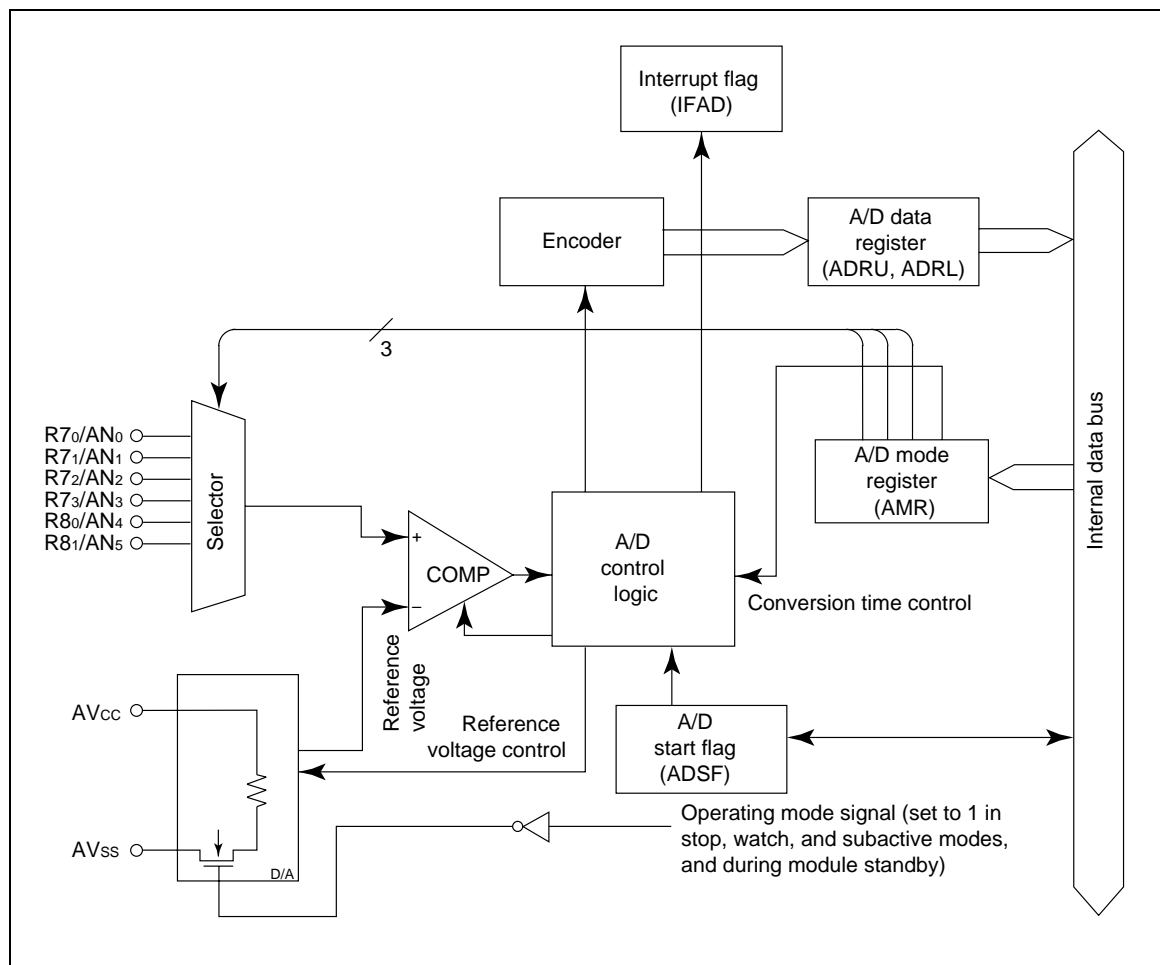 Interrupt flag
(IFAD)
Encoder
A/D data
register
(ADRU, ADRL)
3
R70/AN0
R71/AN1
R72/AN2
R73/AN3
R80/AN4
R81/AN5
Selector
A/D mode
register
(AMR)
Internal data bus
+
COMP
−
A/D
control
logic
Conversion time control
Reference
voltage
AVCC
Reference
voltage control
A/D
start flag
(ADSF)
AVSS
D/A
Operating mode signal (set to 1 in
stop, watch, and subactive modes,
and during module standby)